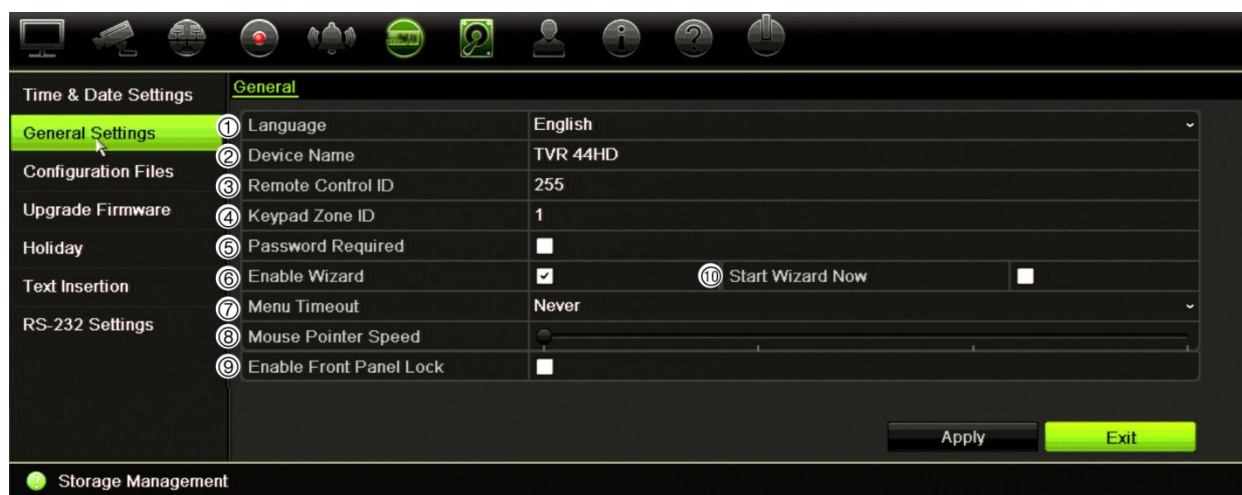 Time & Date Settings
General
General Settings
① Language English
② Device Name TVR 44HD
Configuration Files
③ Remote Control ID 255
Upgrade Firmware
④ Keypad Zone ID 1
Holiday
⑤ Password Required
⑥ Enable Wizard ⑩ Start Wizard Now
Text Insertion
⑦ Menu Timeout Never
RS-232 Settings
⑧ Mouse Pointer Speed
⑨ Enable Front Panel Lock
Apply Exit
Storage Management